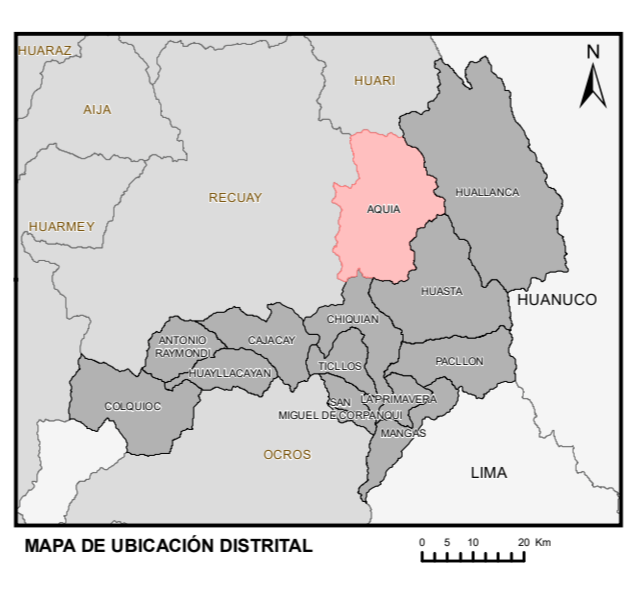 HUARAZ
HUARI
N
AIJA
HUALLANCA
RECUAY
AQUIA
HUARMEY
HUASTA
HUANUCO
CHIQUIAN
ANTONIO
RAYMONDI
CAJACAY
PACLLON
TICLLOS
HUAYLLACAYAN
COLQUIOC
SAN
MIGUEL DE CORPANQUI
LA PRIMAVERA
MANGAS
OCROS
LIMA
MAPA DE UBICACIÓN DISTRITAL
0 5 10 20 Km